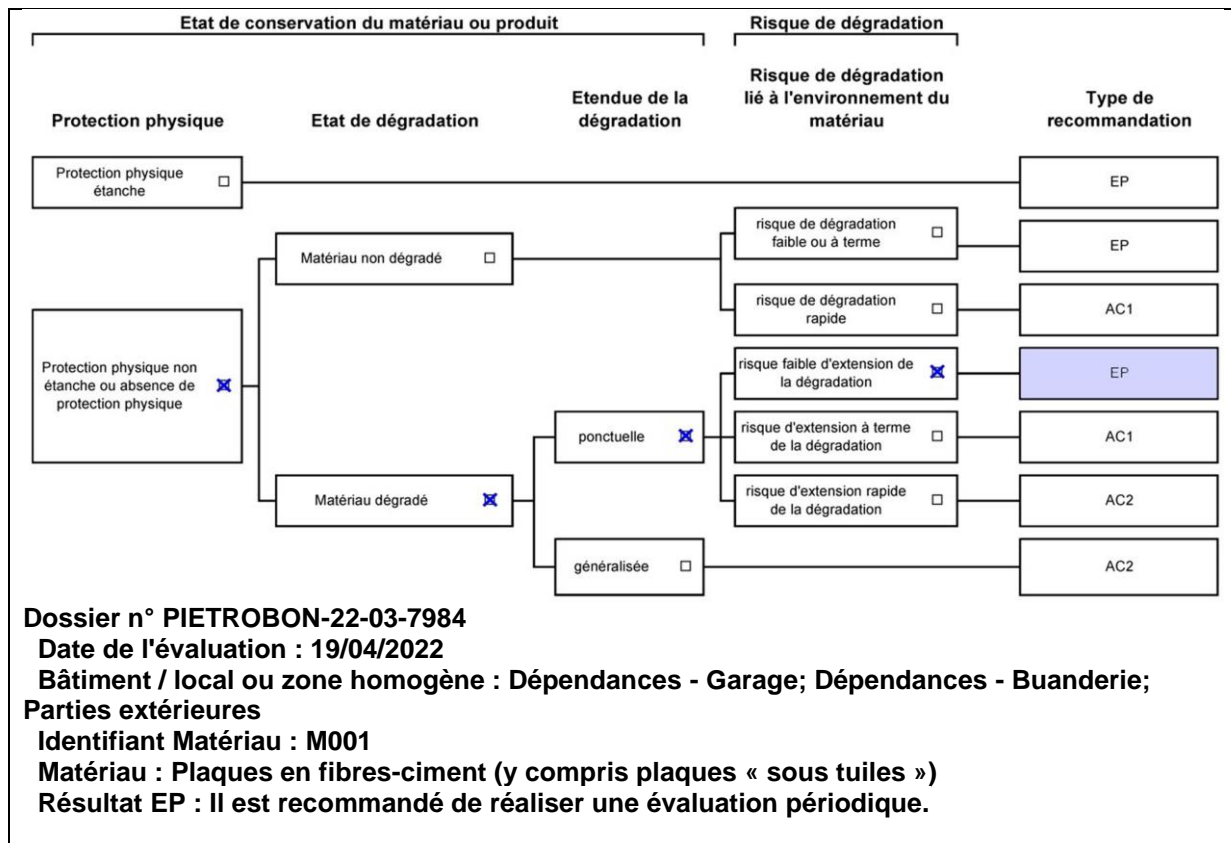 Etat de conservation du matériau ou produit
Risque de dégradation
Protection physique
Etat de dégradation
Etendue de la
dégradation
Risque de dégradation
lié à l'environnement du
matériau
Type de
recommandation
Protection physique
étanche
EP
risque de dégradation
faible ou à terme
EP
Matériau non dégradé
risque de dégradation
rapide
AC1
Protection physique non
étanche ou absence de
protection physique
risque faible d'extension de
la dégradation
EP
ponctuelle
risque d'extension à terme
de la dégradation
AC1
Matériau dégradé
risque d'extension rapide
de la dégradation
AC2
généralisée
AC2
Dossier n° PIETROBON-22-03-7984
Date de l'évaluation : 19/04/2022
Bâtiment / local ou zone homogène : Dépendances - Garage; Dépendances - Buanderie;
Parties extérieures
Identifiant Matériau : M001
Matériau : Plaques en fibres-ciment (y compris plaques « sous tuiles »)
Résultat EP : Il est recommandé de réaliser une évaluation périodique.